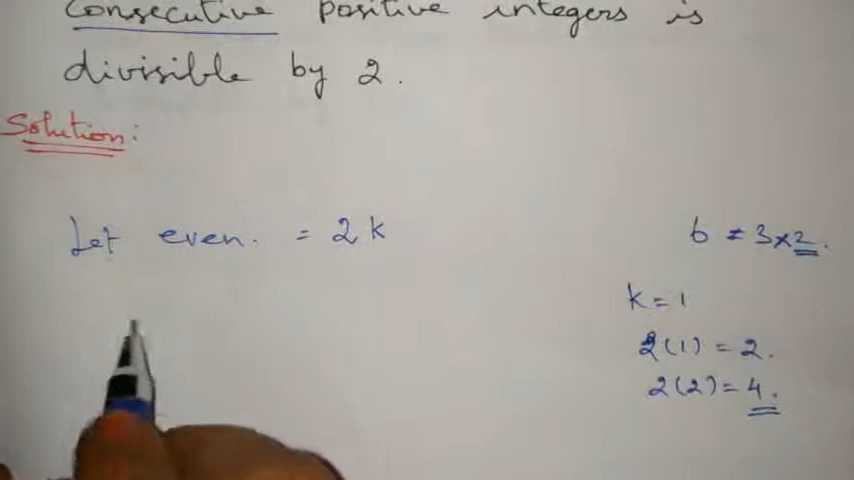 Consecutive positive integers is
divisible by 2.
Solution:
Let even. = 2k
6 = 3×2.
k = 1
2(1) = 2.
2(2) = 4.